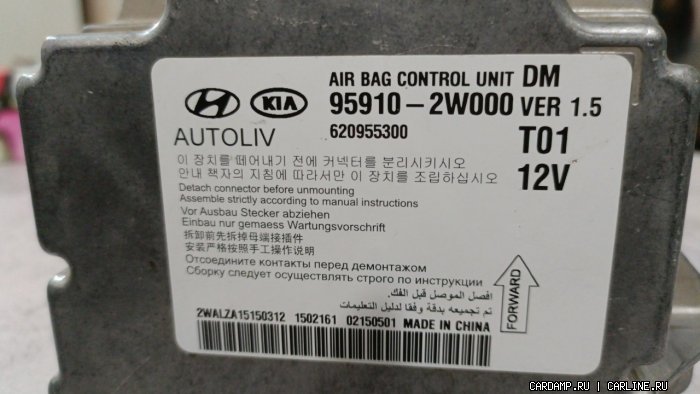 AIR BAG CONTROL UNIT DM
KIA 95910-2W000 VER 1.5
AUTOLIV 620955300 T01
12V
이 장치를 떼어내기 전에 커넥터를 분리시키시오
안내 책자의 지침에 따라서만 이 장치를 조립하십시오
Detach connector before unmounting
Assemble strictly according to manual instructions
Vor Ausbau Stecker abziehen
Einbau nur gemaess Wartungsvorschrift
拆卸前先拆掉母端接插件
安装严格按照手工操作说明
Отсоедините контакты перед демонтажом
Сборку следует осуществлять строго по инструкции
افصل الموصل قبل الفك.
تم تجميعه بدقة وفقا لدليل التعليمات
FORWARD
2WALZA15150312 1502161 02150501 MADE IN CHINA
CARDAMP.RU | CARLINE.RU